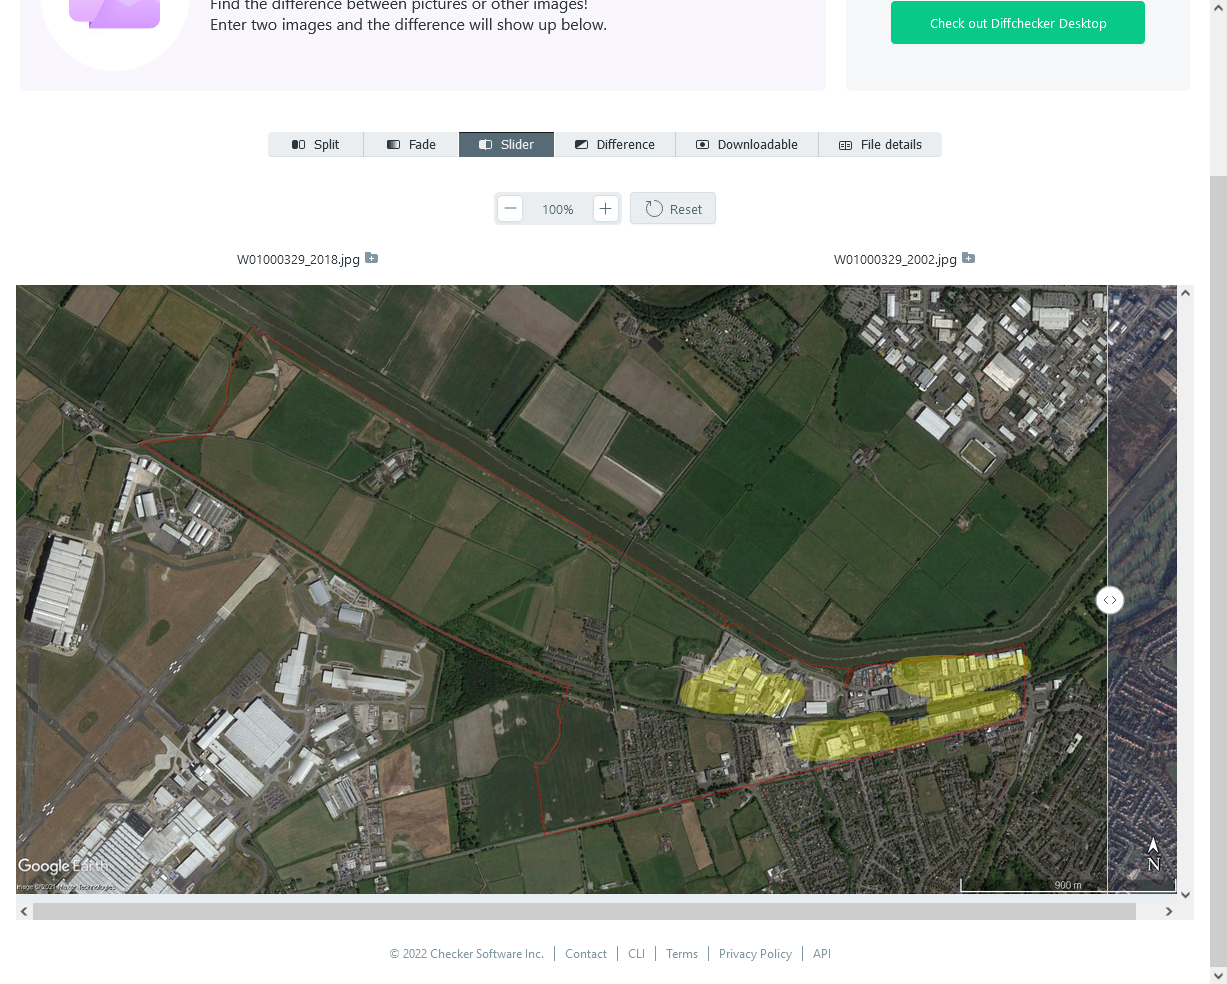 Find the difference between pictures or other images!
Enter two images and the difference will show up below.
Check out Diffchecker Desktop
Split
Fade
Slider
Difference
Downloadable
File details
100%
Reset
W01000329_2018.jpg
W01000329_2002.jpg
Google Earth
Image © 2021 Maxar Technologies
900 m
N
© 2022 Checker Software Inc.
Contact
CLI
Terms
Privacy Policy
API